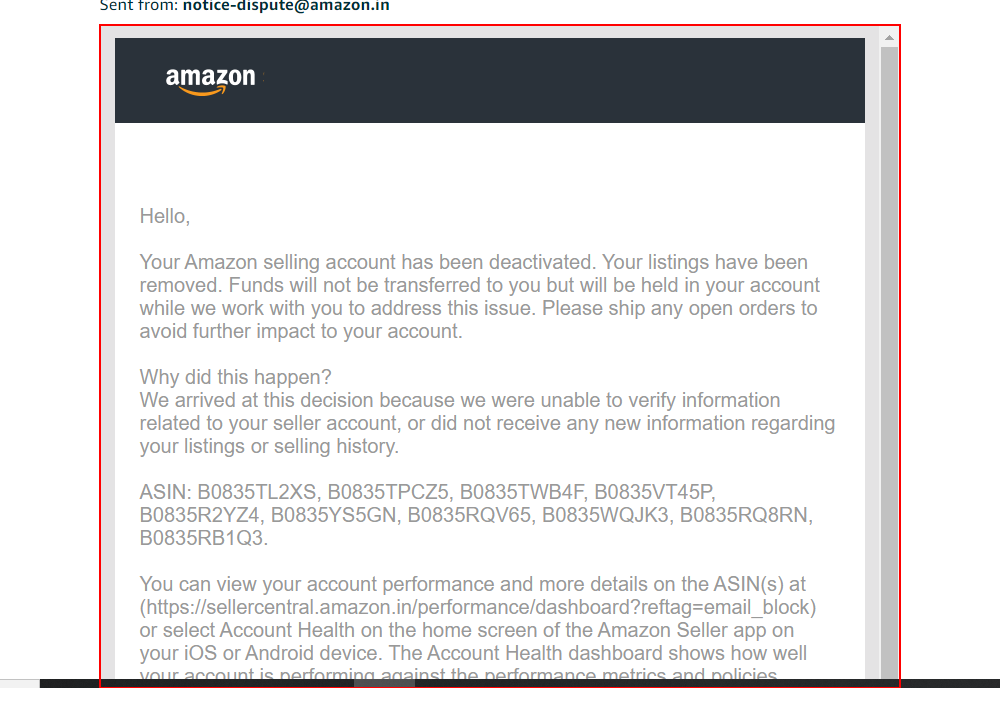 Sent from: notice-dispute@amazon.in
amazon
Hello,
Your Amazon selling account has been deactivated. Your listings have been
removed. Funds will not be transferred to you but will be held in your account
while we work with you to address this issue. Please ship any open orders to
avoid further impact to your account.
Why did this happen?
We arrived at this decision because we were unable to verify information
related to your seller account, or did not receive any new information regarding
your listings or selling history.
ASIN: B0835TL2XS, B0835TPCZ5, B0835TWB4F, B0835VT45P,
B0835R2YZ4, B0835YS5GN, B0835RQV65, B0835WQJK3, B0835RQ8RN,
B0835RB1Q3.
You can view your account performance and more details on the ASIN(s) at
(https://sellercentral.amazon.in/performance/dashboard?reftag=email_block)
or select Account Health on the home screen of the Amazon Seller app on
your iOS or Android device. The Account Health dashboard shows how well
your account is performing against the performance metrics and policies